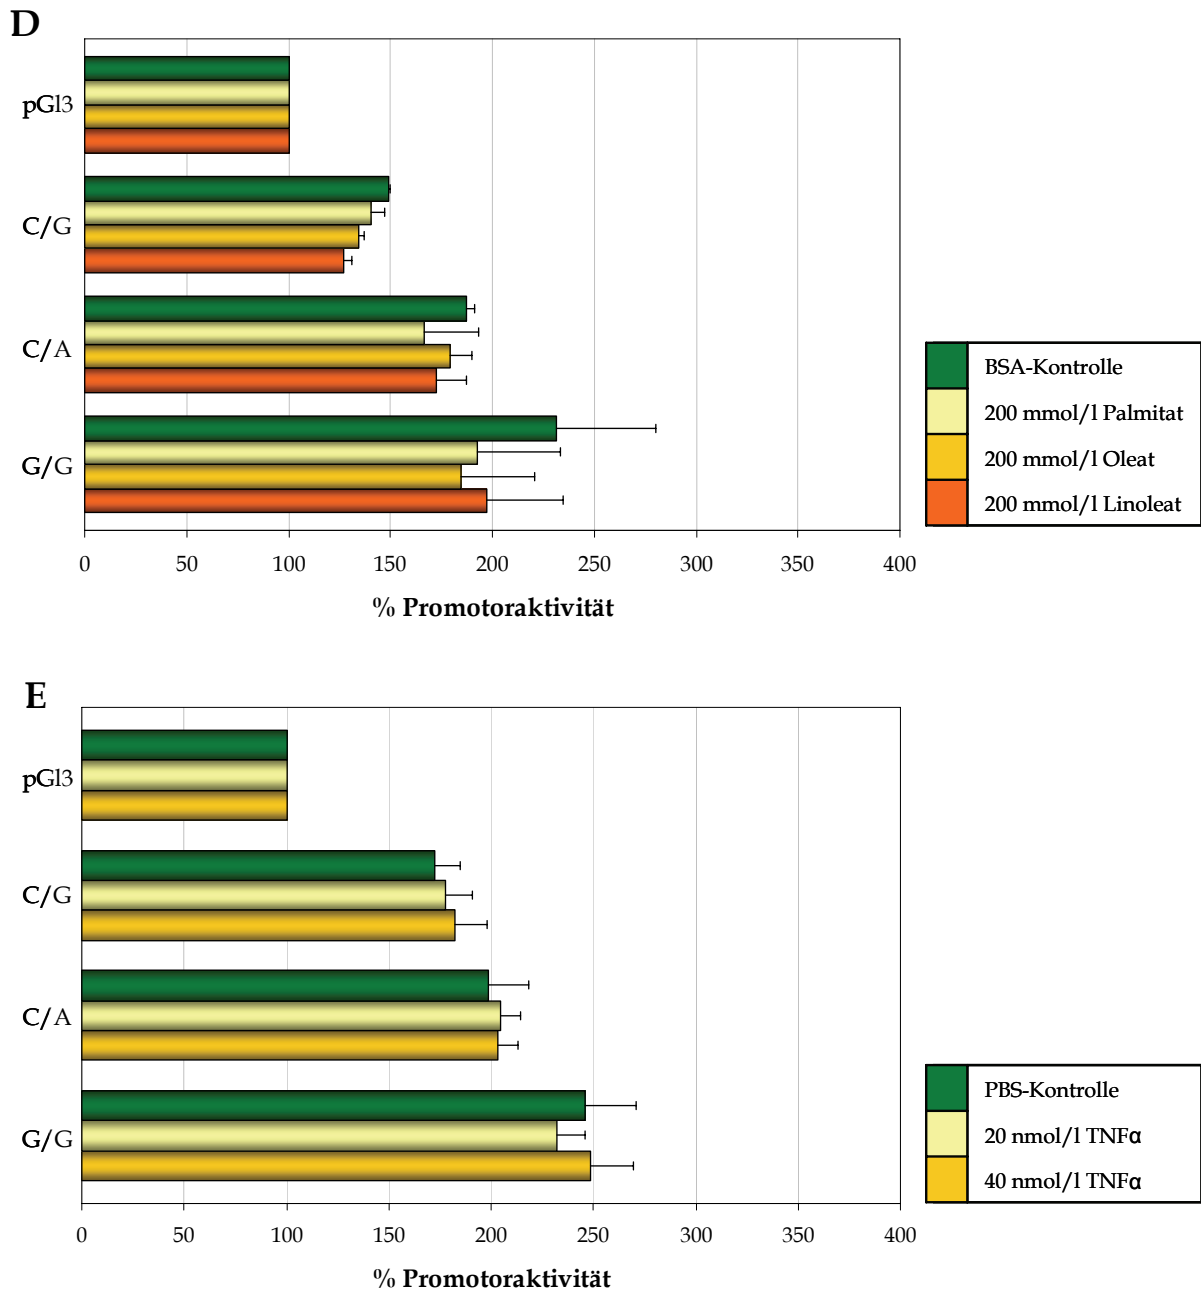 D
pGl3
C/G
C/A
G/G
0 50 100 150 200 250 300 350 400
% Promotoraktivität
BSA-Kontrolle
200 mmol/l Palmitat
200 mmol/l Oleat
200 mmol/l Linoleat
E
pGl3
C/G
C/A
G/G
0 50 100 150 200 250 300 350 400
% Promotoraktivität
PBS-Kontrolle
20 nmol/l TNFα
40 nmol/l TNFα